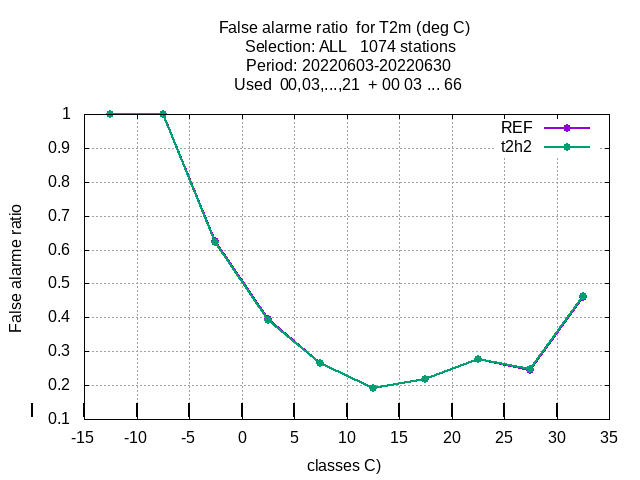 False alarme ratio  for T2m (deg C)
Selection: ALL   1074 stations
Period: 20220603-20220630
Used  00,03,...,21  + 00 03 ... 66
REF
t2h2
False alarme ratio
1
0.9
0.8
0.7
0.6
0.5
0.4
0.3
0.2
0.1
-15 -10 -5 0 5 10 15 20 25 30 35
classes C)